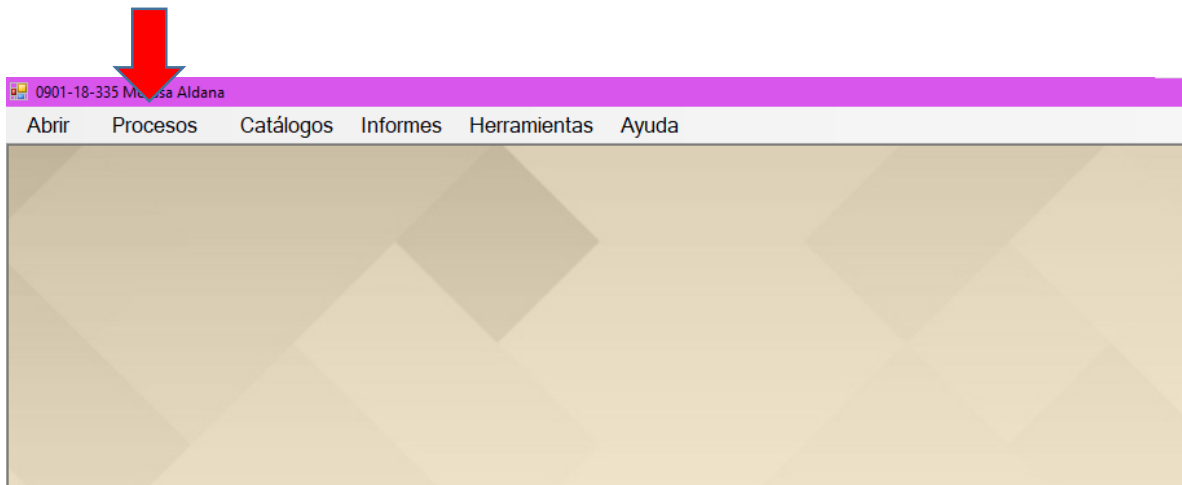 0901-18-335 Aldana
Abrir Procesos Catálogos Informes Herramientas Ayuda